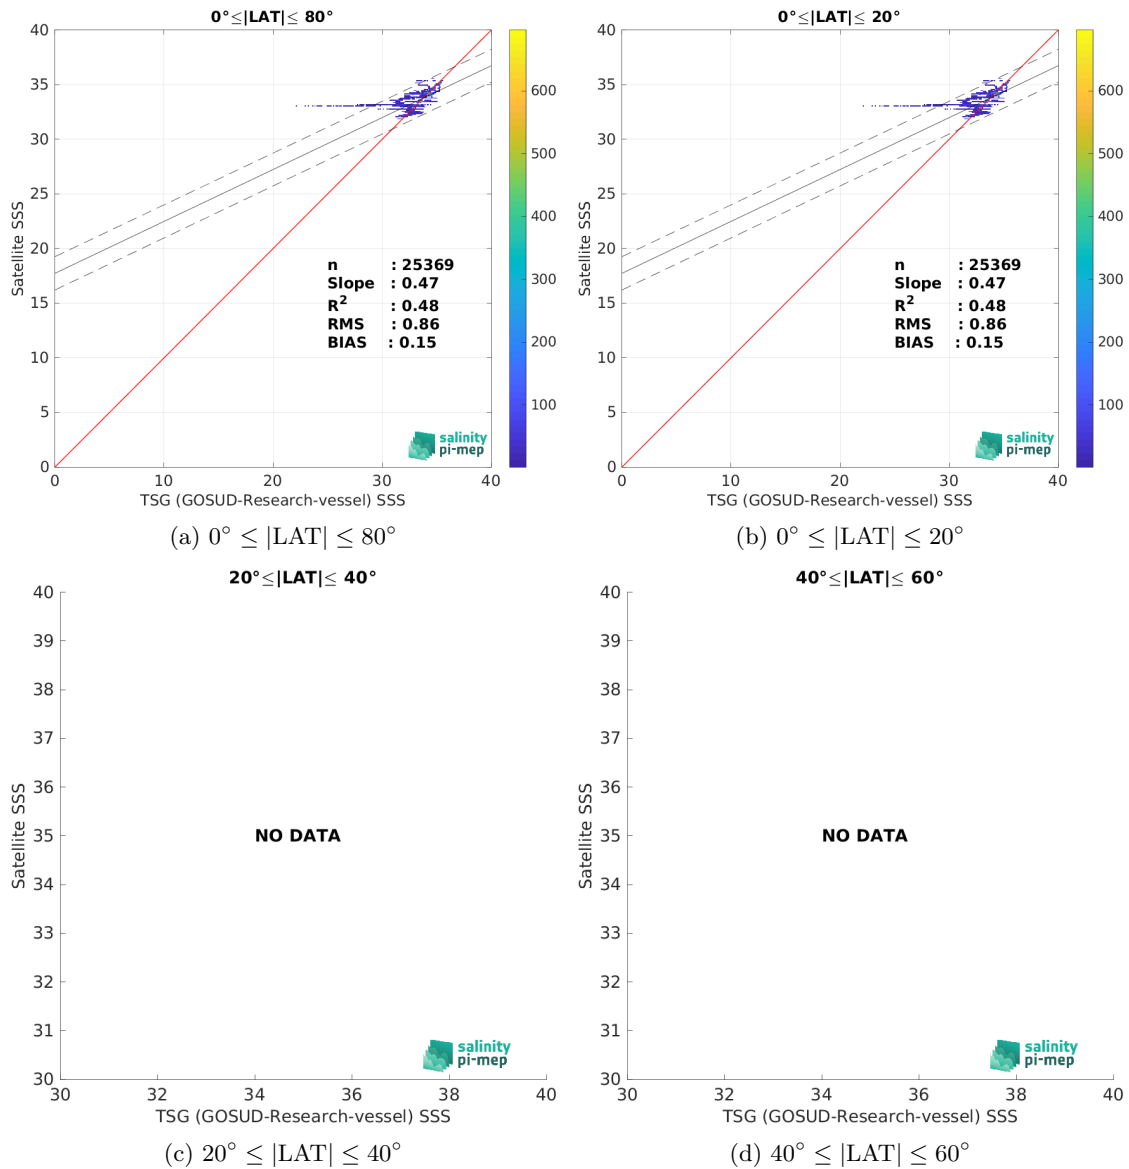 0°≤|LAT|≤ 80°
40
35
30
25
20
15
10
5
0
Satellite SSS
n : 25369
Slope : 0.47
R² : 0.48
RMS : 0.86
BIAS : 0.15
salinity
pi-mep
0 10 20 30 40
TSG (GOSUD-Research-vessel) SSS
600
500
400
300
200
100
(a) 0° ≤ |LAT| ≤ 80°
0°≤|LAT|≤ 20°
40
35
30
25
20
15
10
5
0
Satellite SSS
n : 25369
Slope : 0.47
R² : 0.48
RMS : 0.86
BIAS : 0.15
salinity
pi-mep
0 10 20 30 40
TSG (GOSUD-Research-vessel) SSS
600
500
400
300
200
100
(b) 0° ≤ |LAT| ≤ 20°
20°≤|LAT|≤ 40°
40
39
38
37
36
35
34
33
32
31
30
Satellite SSS
NO DATA
salinity
pi-mep
30 32 34 36 38 40
TSG (GOSUD-Research-vessel) SSS
(c) 20° ≤ |LAT| ≤ 40°
40°≤|LAT|≤ 60°
40
39
38
37
36
35
34
33
32
31
30
Satellite SSS
NO DATA
salinity
pi-mep
30 32 34 36 38 40
TSG (GOSUD-Research-vessel) SSS
(d) 40° ≤ |LAT| ≤ 60°